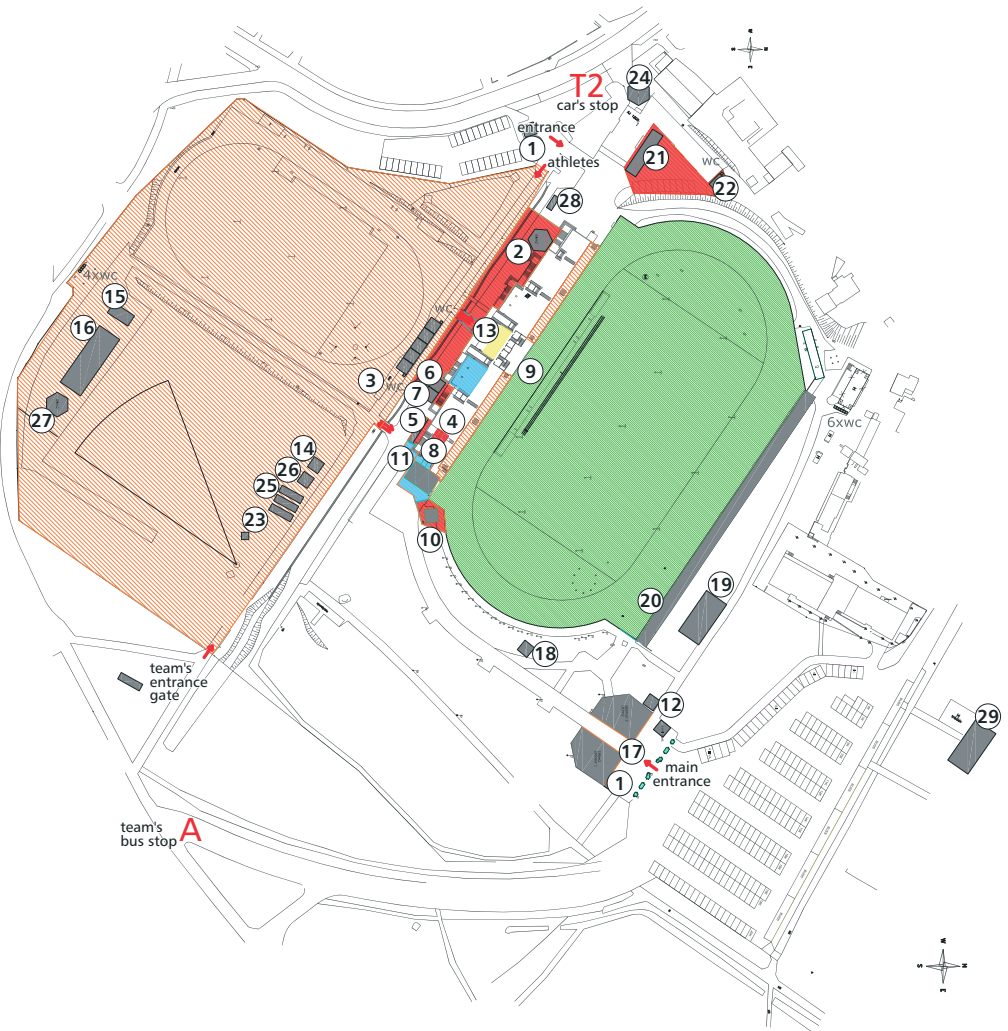 T2
car's stop
24
entrance
1
athletes
21
wc
22
28
2
4xwc
15
wc
13
16
9
6
3
wc
7
27
5
4
6xwc
14
8
11
26
25
23
10
19
20
18
team's
entrance
gate
12
29
17
main
entrance
1
team's
bus stop
A
W
S
N
E